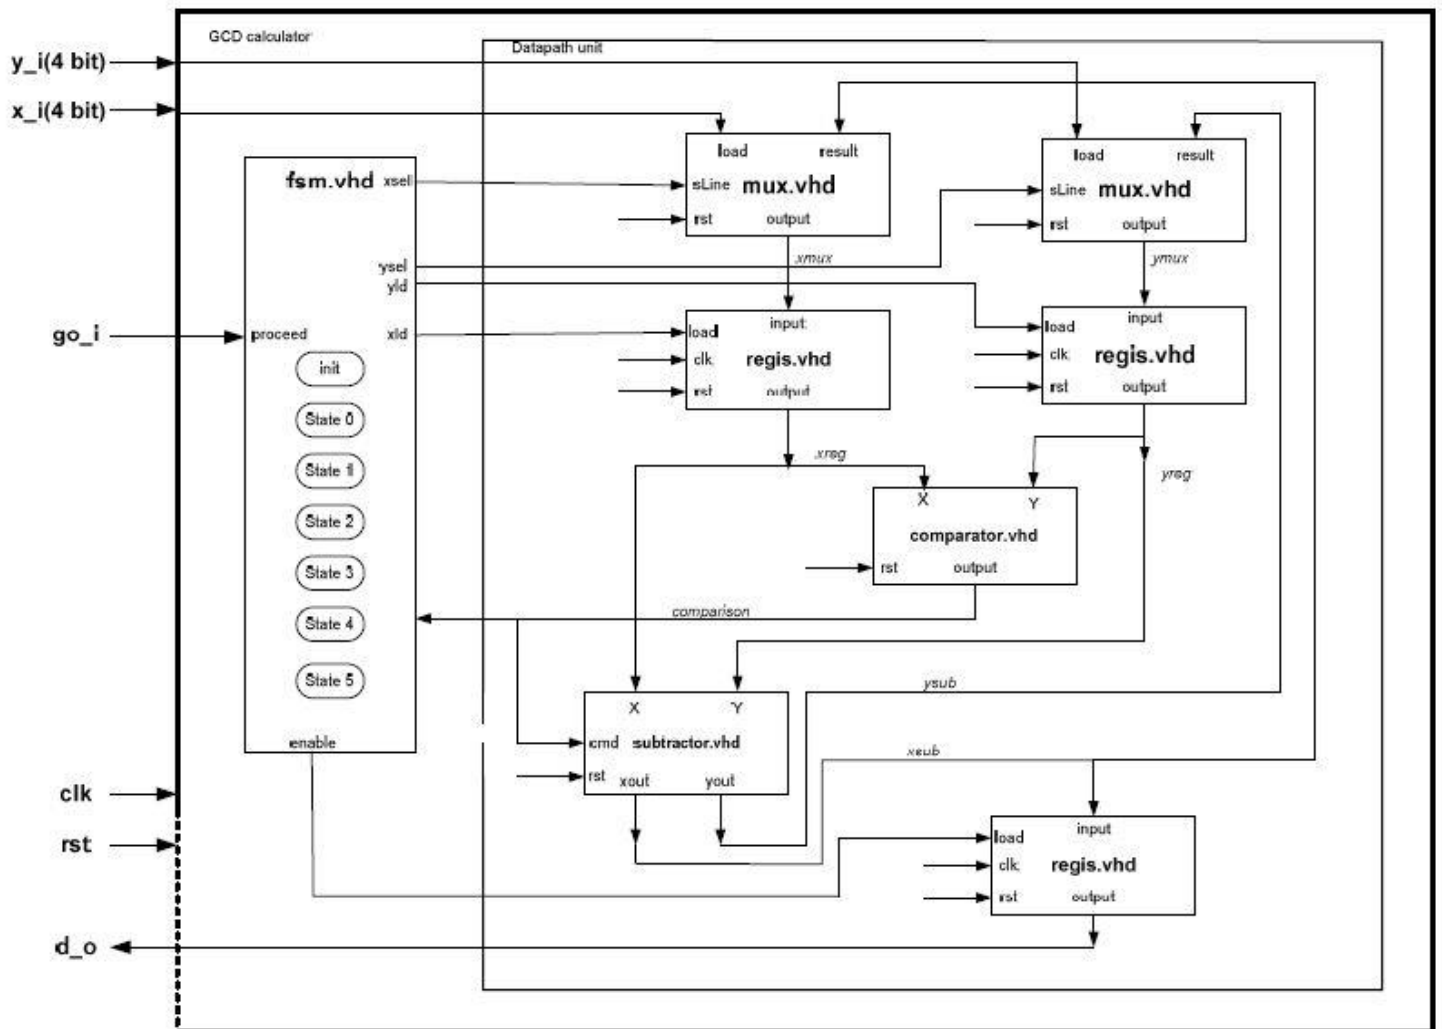 GCD calculator
Datapath unit
y_i(4 bit)
x_i(4 bit)
load result
sLine mux.vhd
rst output
load result
sLine mux.vhd
rst output
fsm.vhd xsel
ysel
yld
xmux
ymux
go_i
proceed
xld
init
State 0
State 1
State 2
State 3
State 4
State 5
enable
input
load
clk regis.vhd
rst output
input
load
clk regis.vhd
rst output
xreg
yreg
X Y
comparator.vhd
rst output
comparison
ysub
X Y
cmd subtractor.vhd
rst xout yout
xsub
clk
rst
input
load
clk regis.vhd
rst output
d_o